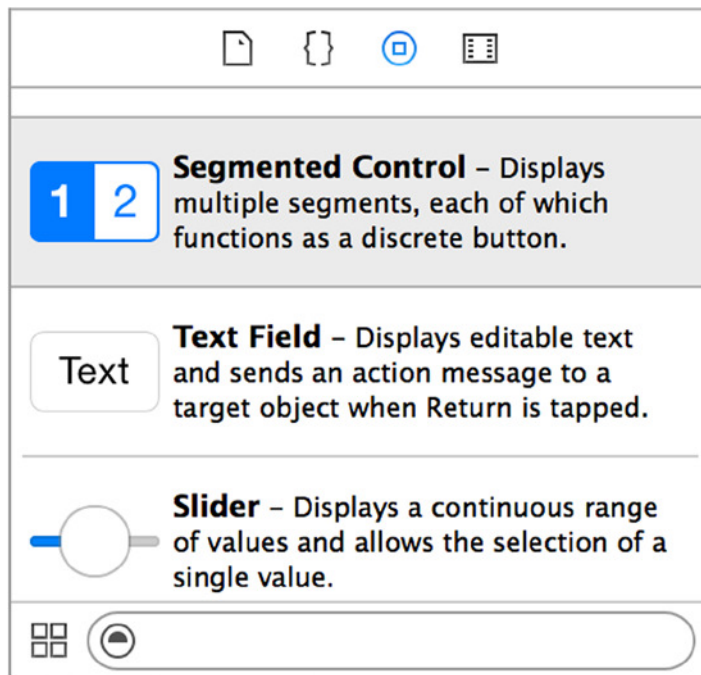 1 2
Segmented Control – Displays
multiple segments, each of which
functions as a discrete button.
Text
Text Field – Displays editable text
and sends an action message to a
target object when Return is tapped.
Slider – Displays a continuous range
of values and allows the selection of a
single value.